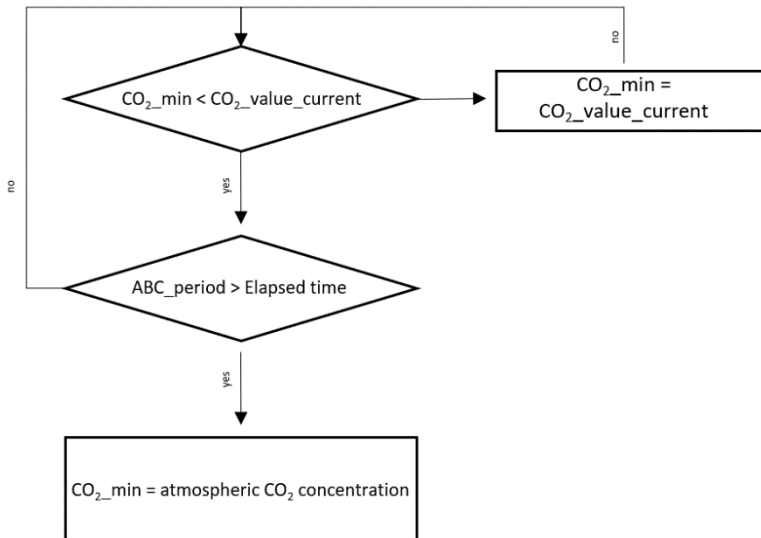 no
CO₂_min < CO₂_value_current
CO₂_min =
CO₂_value_current
yes
no
ABC_period > Elapsed time
yes
CO₂_min = atmospheric CO₂ concentration